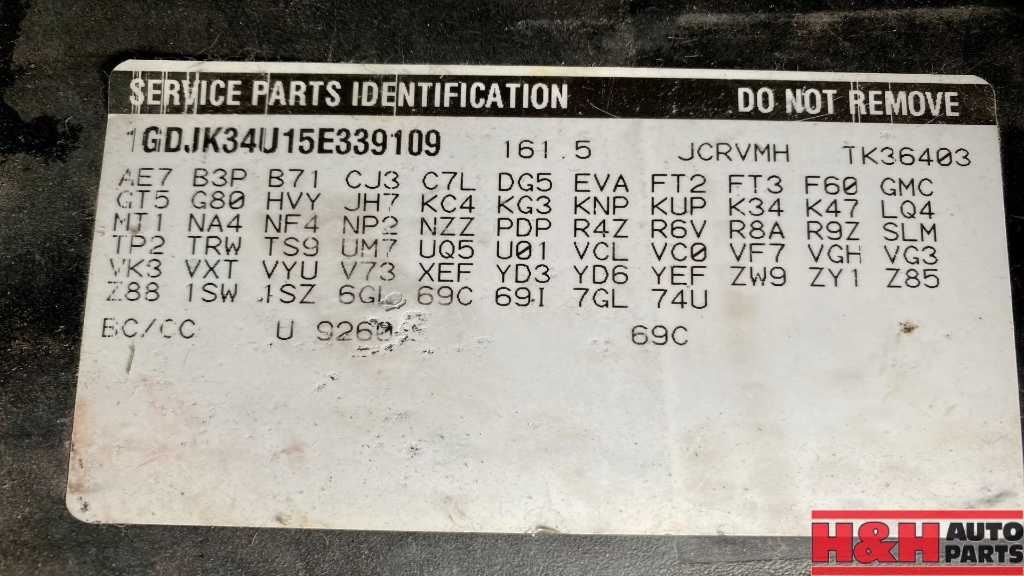 SERVICE PARTS IDENTIFICATION DO NOT REMOVE
1GDJK34U15E339109 161.5 JCRVMH TK36403
AE7 B3P B71 CJ3 C7L DG5 EVA FT2 FT3 F60 GMC
GT5 G80 HVY JH7 KC4 KG3 KNP KUP K34 K47 LQ4
MT1 NA4 NF4 NP2 NZZ PDP R4Z R6V R8A R9Z SLM
TP2 TRW TS9 UM7 UQ5 U01 VCL VC0 VF7 VGH VG3
VK3 VXT VYU V73 XEF YD3 YD6 YEF ZW9 ZY1 Z85
Z88 1SW 1SZ 6GL 69C 69I 7GL 74U
BC/CC U 69C
H&H AUTO PARTS